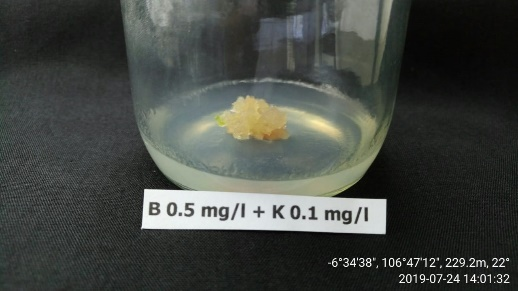 B 0.5 mg/l + K 0.1 mg/l
-6°34'38", 106°47'12", 229.2m, 22°
2019-07-24 14:01:32